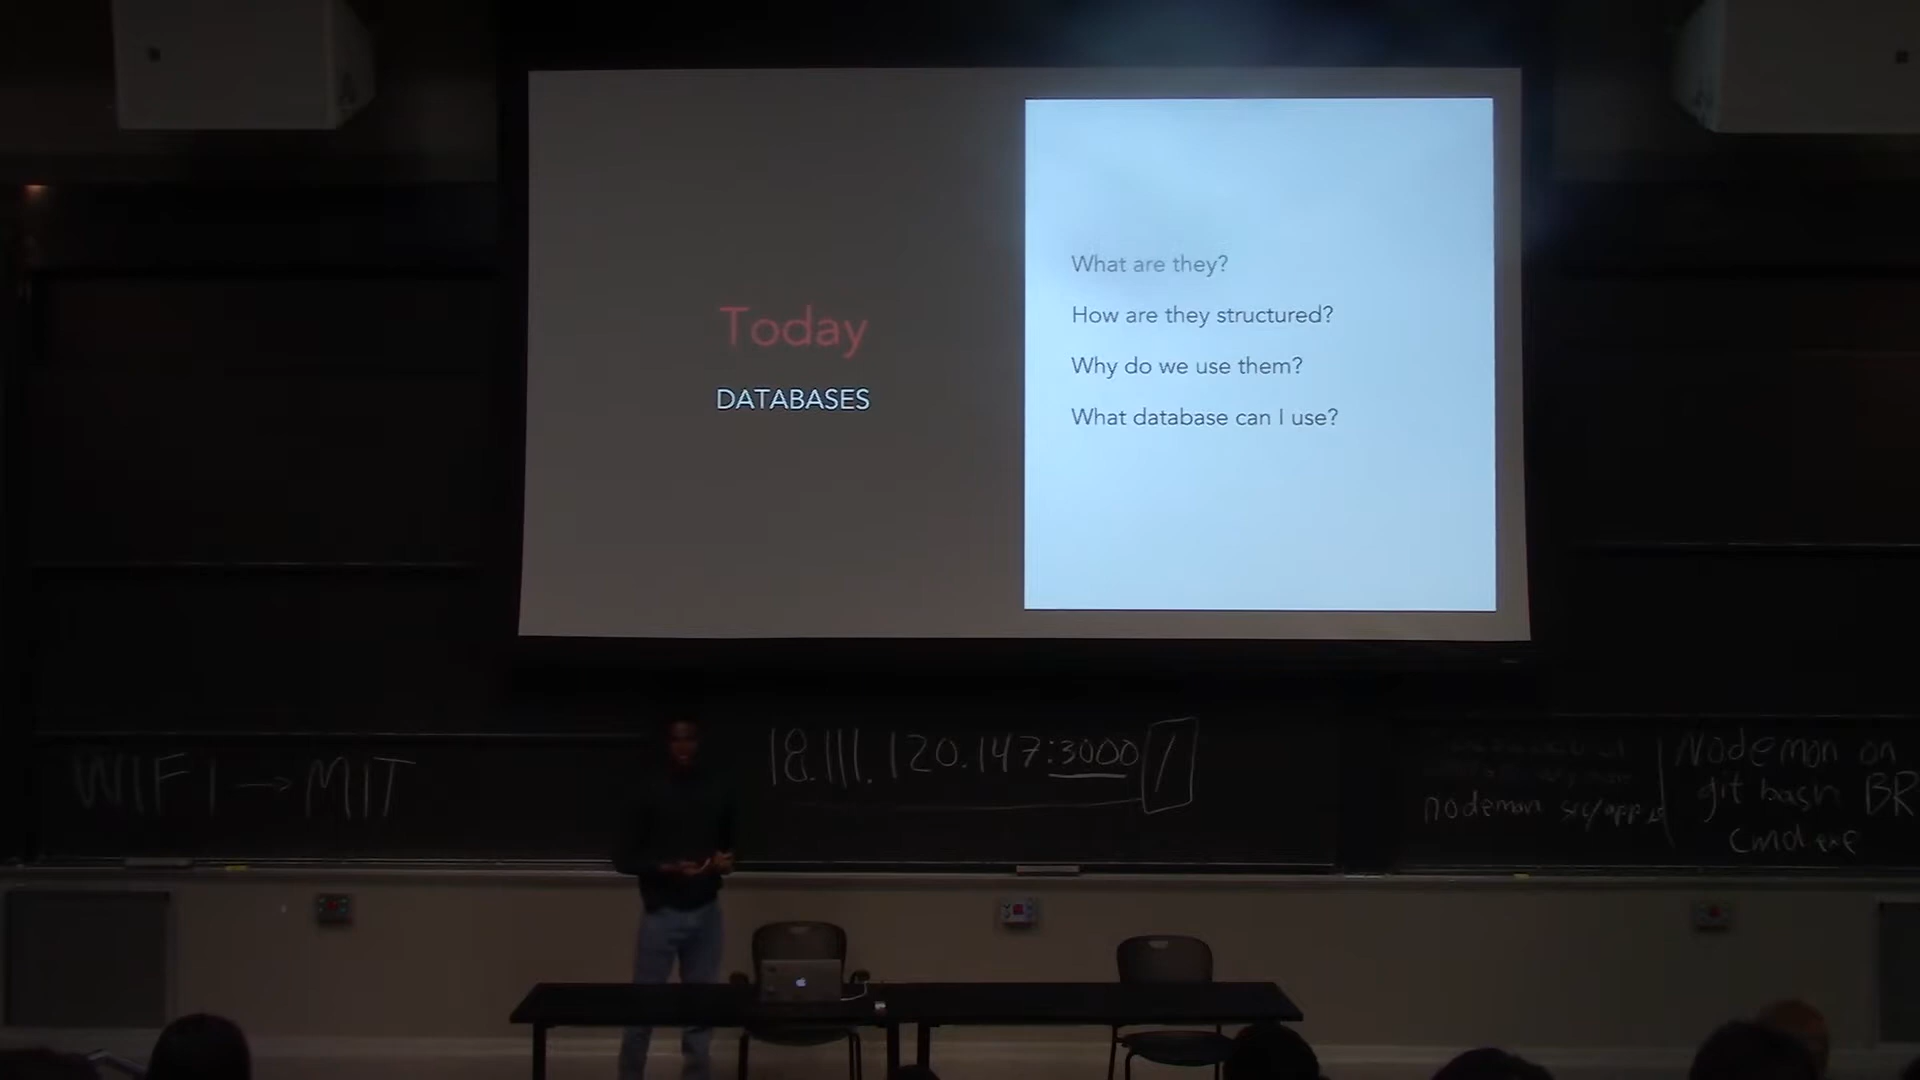 Today
DATABASES
What are they?
How are they structured?
Why do we use them?
What database can I use?
WIFI → MIT
18.111.120.147:3000/
nodemon src/app
Nodemon on
git bash BR
cmd.exe